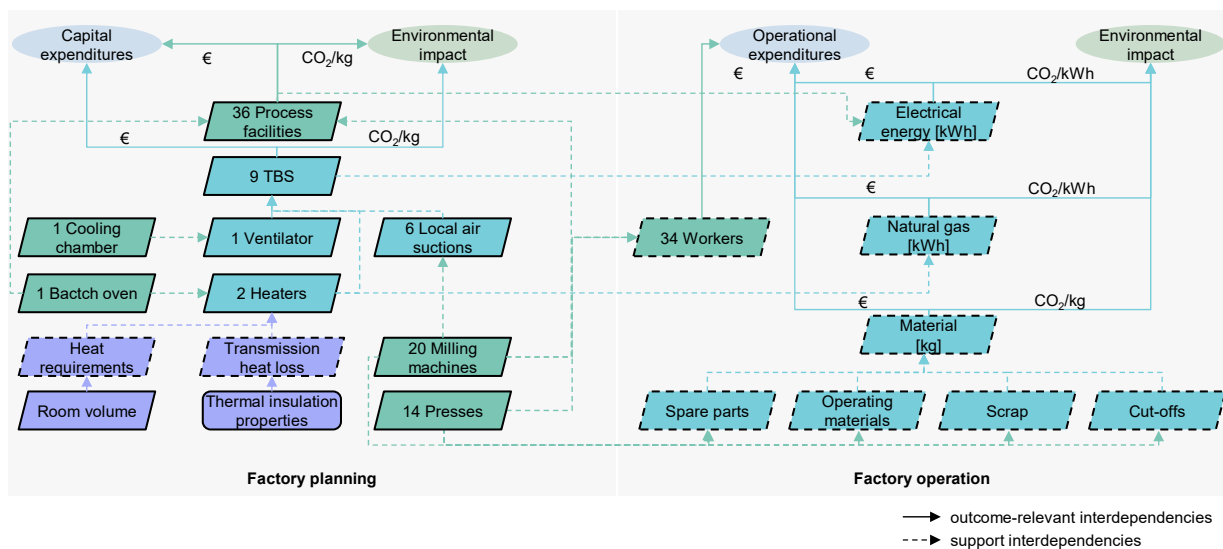 Capital
expenditures
Environmental
impact
€
CO2/kg
36 Process
facilities
€
CO2/kg
9 TBS
1 Cooling
chamber
1 Ventilator
6 Local air
suctions
1 Bactch oven
2 Heaters
Heat
requirements
Transmission
heat loss
20 Milling
machines
Room volume
Thermal insulation
properties
14 Presses
Factory planning
Operational
expenditures
Environmental
impact
€
€
CO2/kWh
Electrical
energy [kWh]
€
CO2/kWh
34 Workers
Natural gas
[kWh]
€
CO2/kg
Material
[kg]
Spare parts
Operating
materials
Scrap
Cut-offs
Factory operation
outcome-relevant interdependencies
support interdependencies